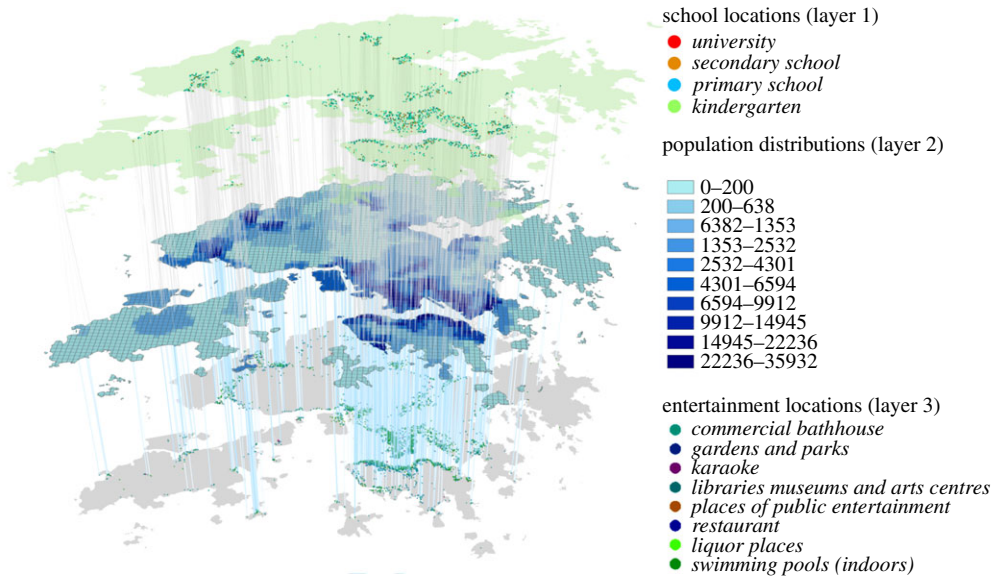 school locations (layer 1)
university
secondary school
primary school
kindergarten
population distributions (layer 2)
0–200
200–638
6382–1353
1353–2532
2532–4301
4301–6594
6594–9912
9912–14945
14945–22236
22236–35932
entertainment locations (layer 3)
commercial bathhouse
gardens and parks
karaoke
libraries museums and arts centres
places of public entertainment
restaurant
liquor places
swimming pools (indoors)